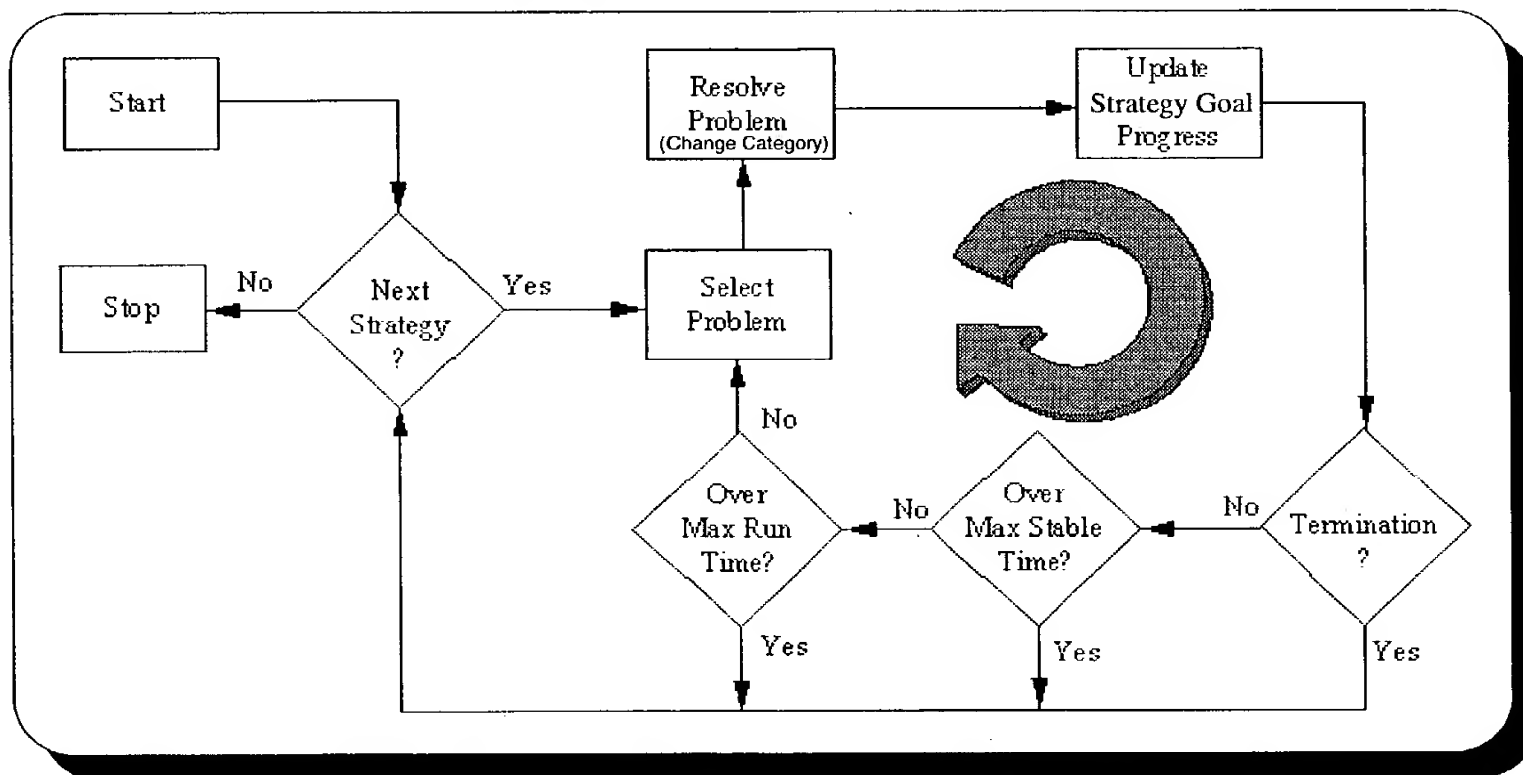 Start
Resolve
Problem
(Change Category)
Update
Strategy Goal
Progress
Stop
No
Next
Strategy
?
Yes
Select
Problem
No
Over
Max Run
Time?
No
Over
Max Stable
Time?
No
Termination
?
Yes
Yes
Yes